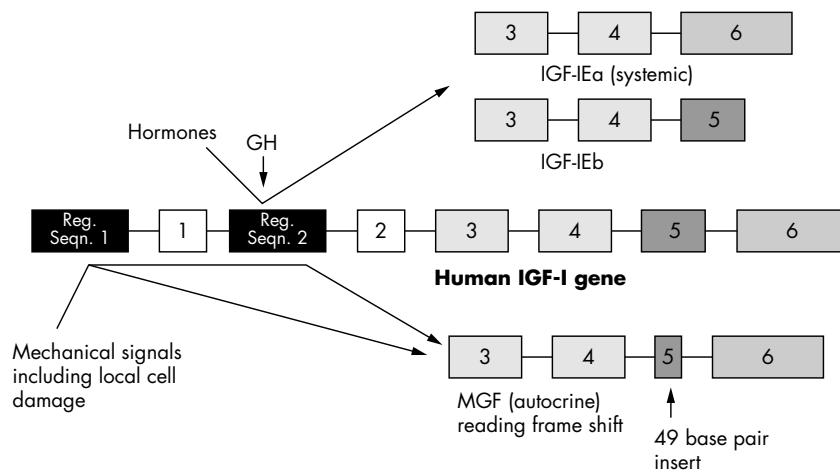 3 4 6
IGF-IEa (systemic)
3 4 5
IGF-IEb
Hormones
GH
Reg.
Seqn. 1
1
Reg.
Seqn. 2
2 3 4 5 6
Human IGF-I gene
Mechanical signals
including local cell
damage
3 4 5 6
MGF (autocrine)
reading frame shift
49 base pair
insert